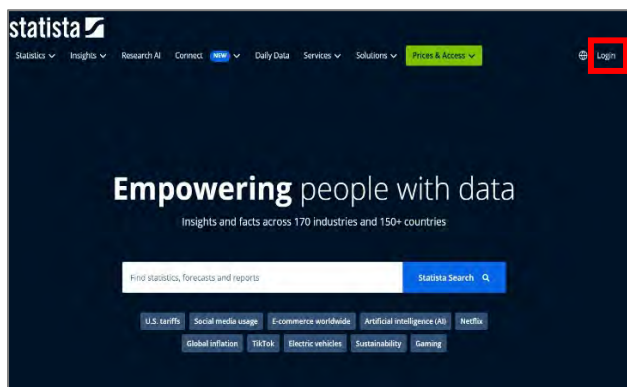 statista
Statistics Insights Research AI Connect NEW Daily Data Services Solutions Prices & Access Login
Empowering people with data
Insights and facts across 170 industries and 150+ countries
Find statistics, forecasts and reports Statista Search
U.S. tariffs Social media usage E-commerce worldwide Artificial intelligence (AI) Netflix
Global inflation TikTok Electric vehicles Sustainability Gaming